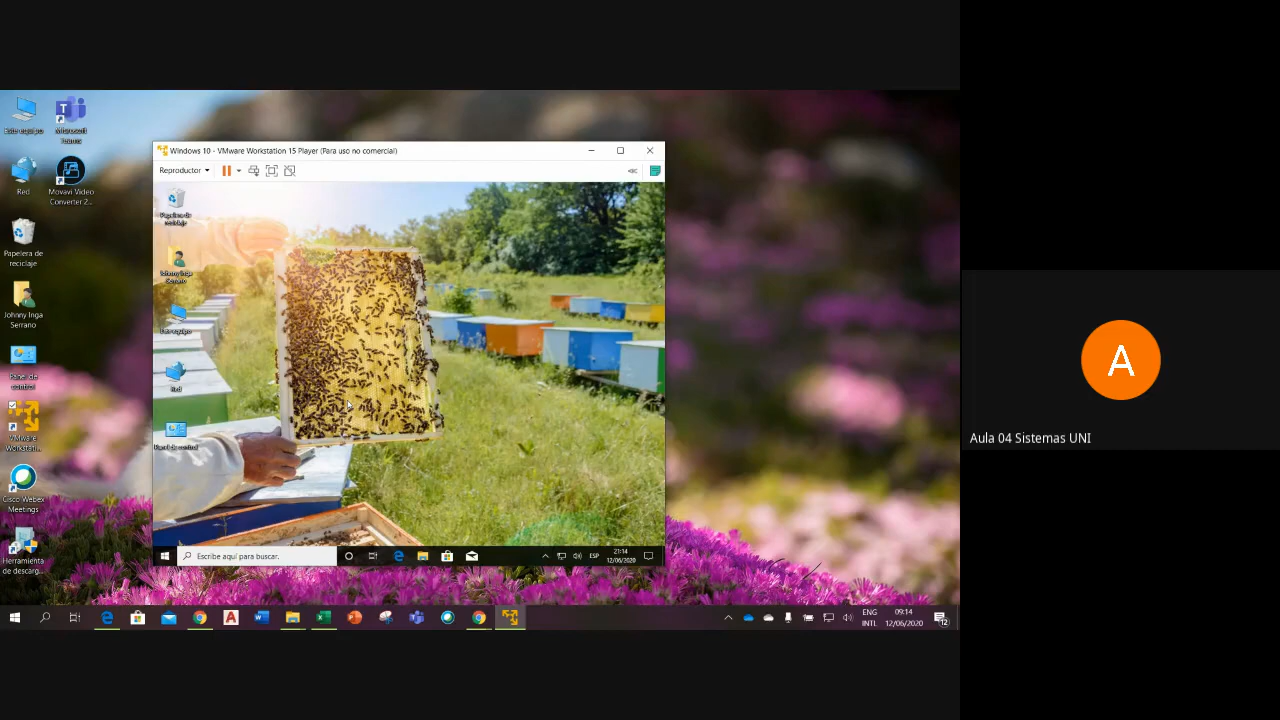 Este equipo
Microsoft
Teams
Red
Movavi Video
Converter 2...
Papelera de
reciclaje
Johnny Inga
Serrano
Panel de
control
VMware
Workstati...
Cisco Webex
Meetings
Herramienta
de descarg...
Windows 10 - VMware Workstation 15 Player (Para uso no comercial)
Reproductor
Papelera de
reciclaje
Johnny Inga
Serrano
Este equipo
Red
Panel de control
Escribe aquí para buscar.
ESP
21:14
12/06/2020
ENG
INTL
09:14
12/06/2020
12
A
Aula 04 Sistemas UNI